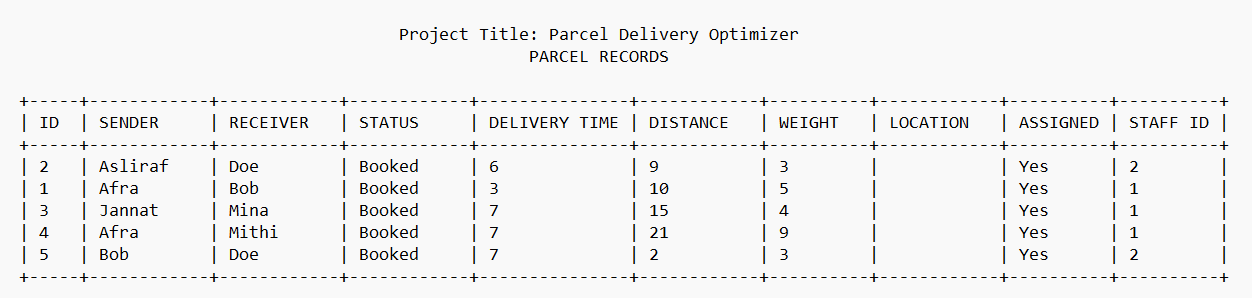 Project Title: Parcel Delivery Optimizer
PARCEL RECORDS
+-----+------------+------------+------------+---------------+------------+----------+------------+----------+----------+
| ID  | SENDER     | RECEIVER   | STATUS     | DELIVERY TIME | DISTANCE   | WEIGHT   | LOCATION   | ASSIGNED | STAFF ID |
+-----+------------+------------+------------+---------------+------------+----------+------------+----------+----------+
| 2   | Asliraf    | Doe        | Booked     | 6             | 9          | 3        |            | Yes      | 2        |
| 1   | Afra       | Bob        | Booked     | 3             | 10         | 5        |            | Yes      | 1        |
| 3   | Jannat     | Mina       | Booked     | 7             | 15         | 4        |            | Yes      | 1        |
| 4   | Afra       | Mithi      | Booked     | 7             | 21         | 9        |            | Yes      | 1        |
| 5   | Bob        | Doe        | Booked     | 7             | 2          | 3        |            | Yes      | 2        |
+-----+------------+------------+------------+---------------+------------+----------+------------+----------+----------+